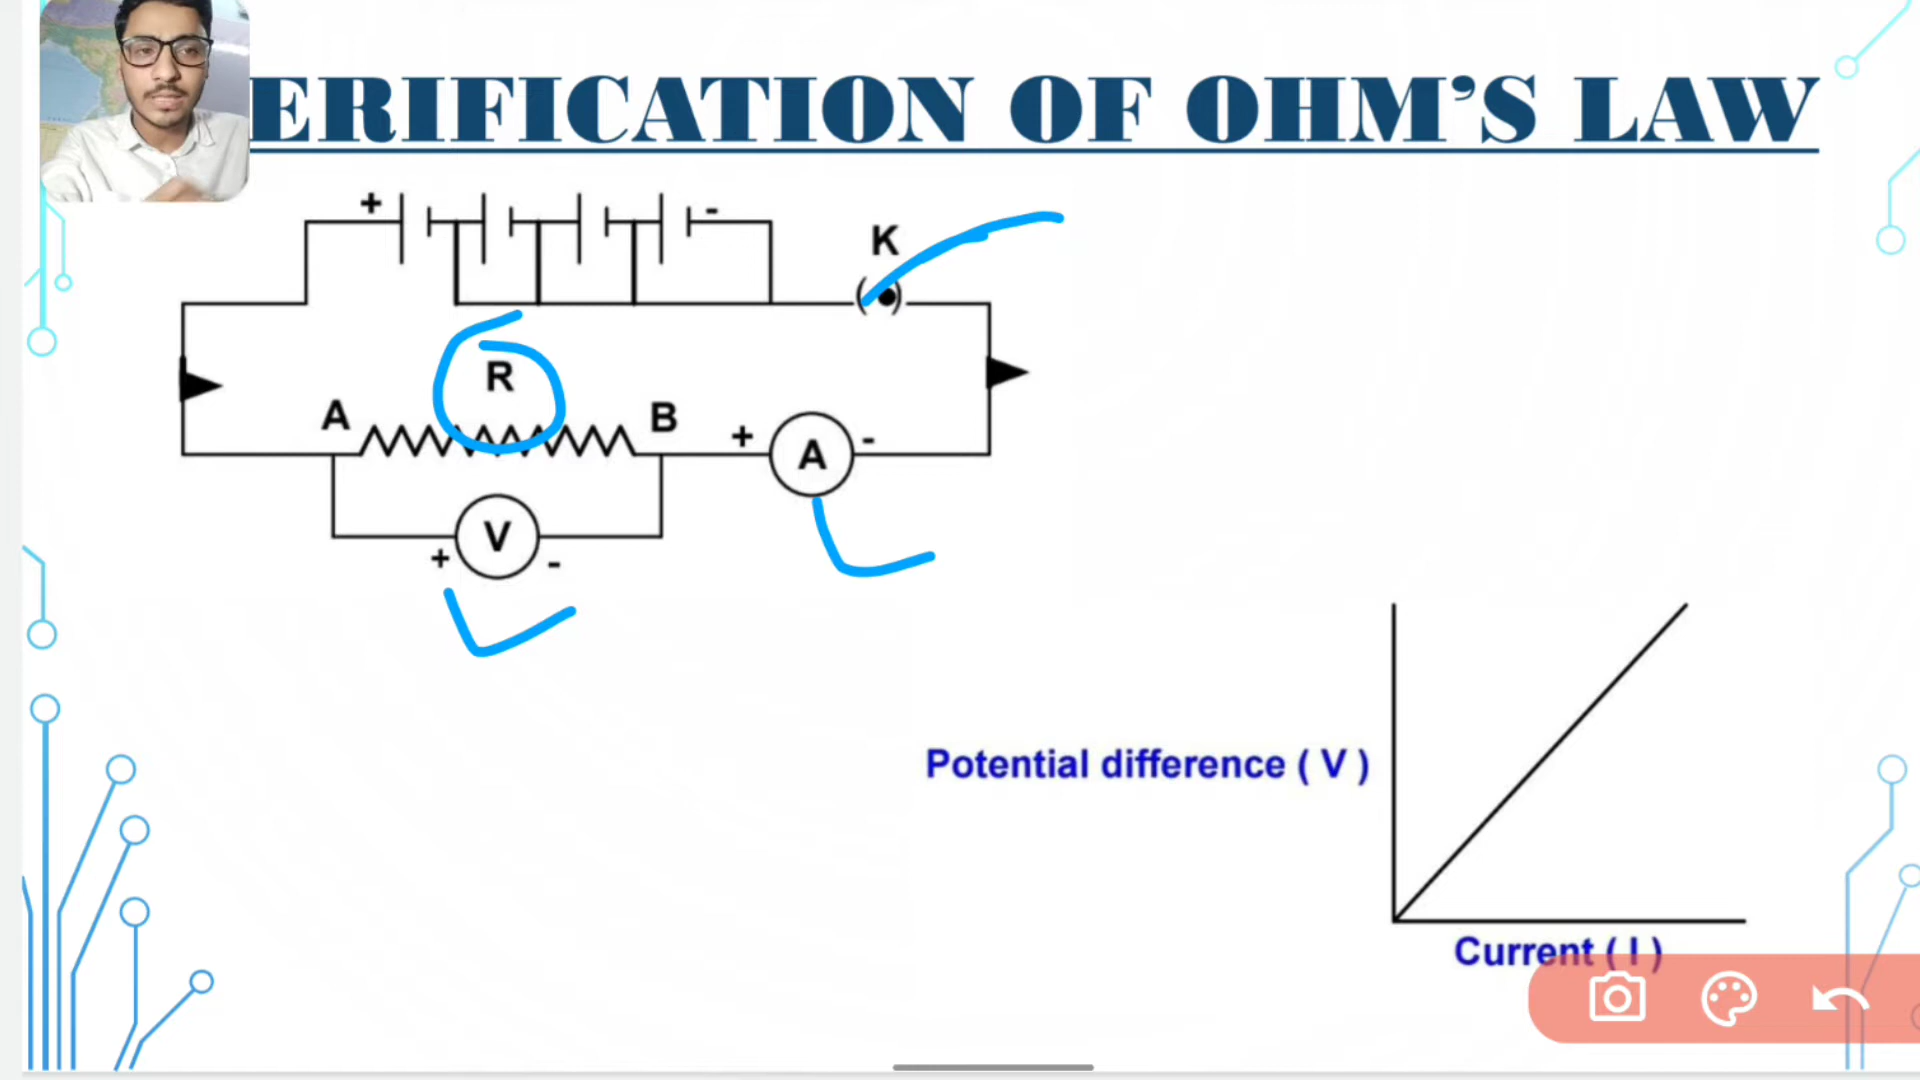 ERIFICATION OF OHM'S LAW
+ -
K
R
A B
+ A -
V
+ -
Potential difference ( V )
Current ( I )